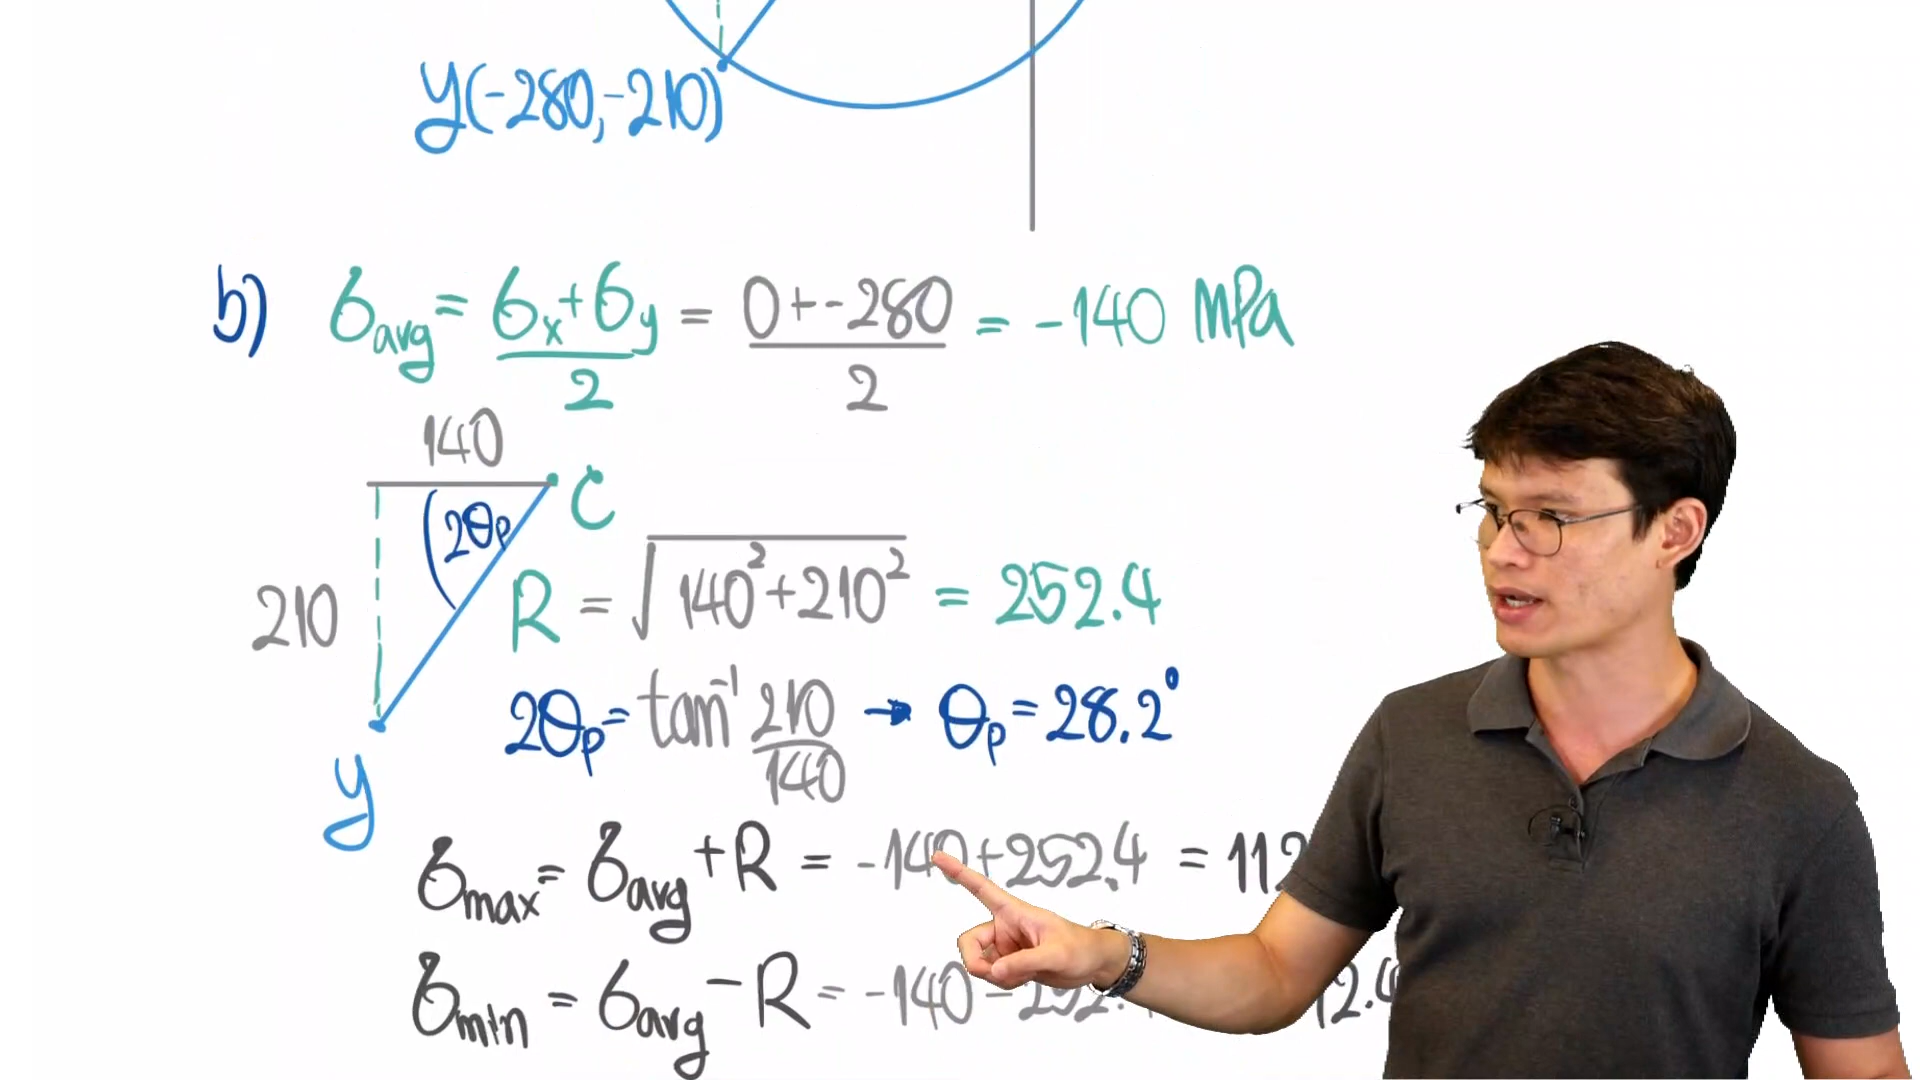 y(-280,-210)
b) σavg = σx+σy/2 = 0+-280/2 = -140 MPa
140
2θp
C
210
R = √140²+210² = 252.4
2θp = tan⁻¹ 210/140 → θp = 28.2°
y
σmax = σavg + R = -140+252.4 = 112
σmin = σavg - R = -140 -